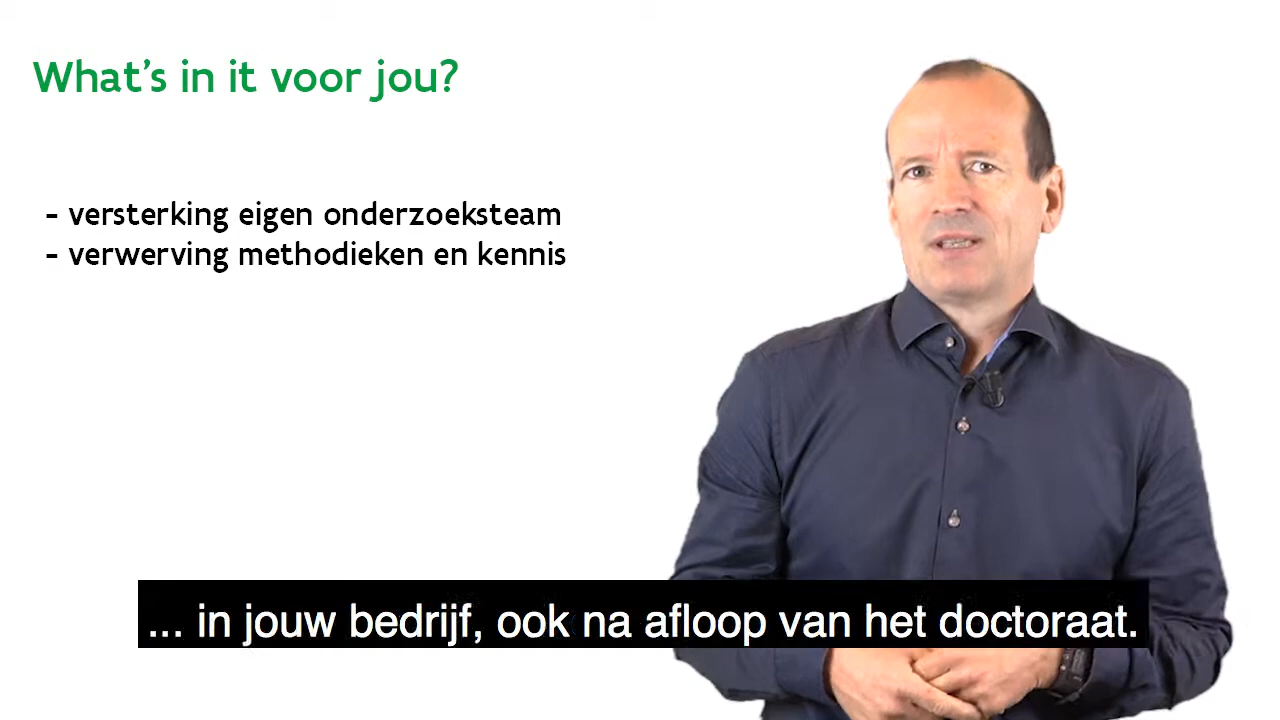 What's in it voor jou?
- versterking eigen onderzoeksteam
- verwerving methodieken en kennis
... in jouw bedrijf, ook na afloop van het doctoraat.